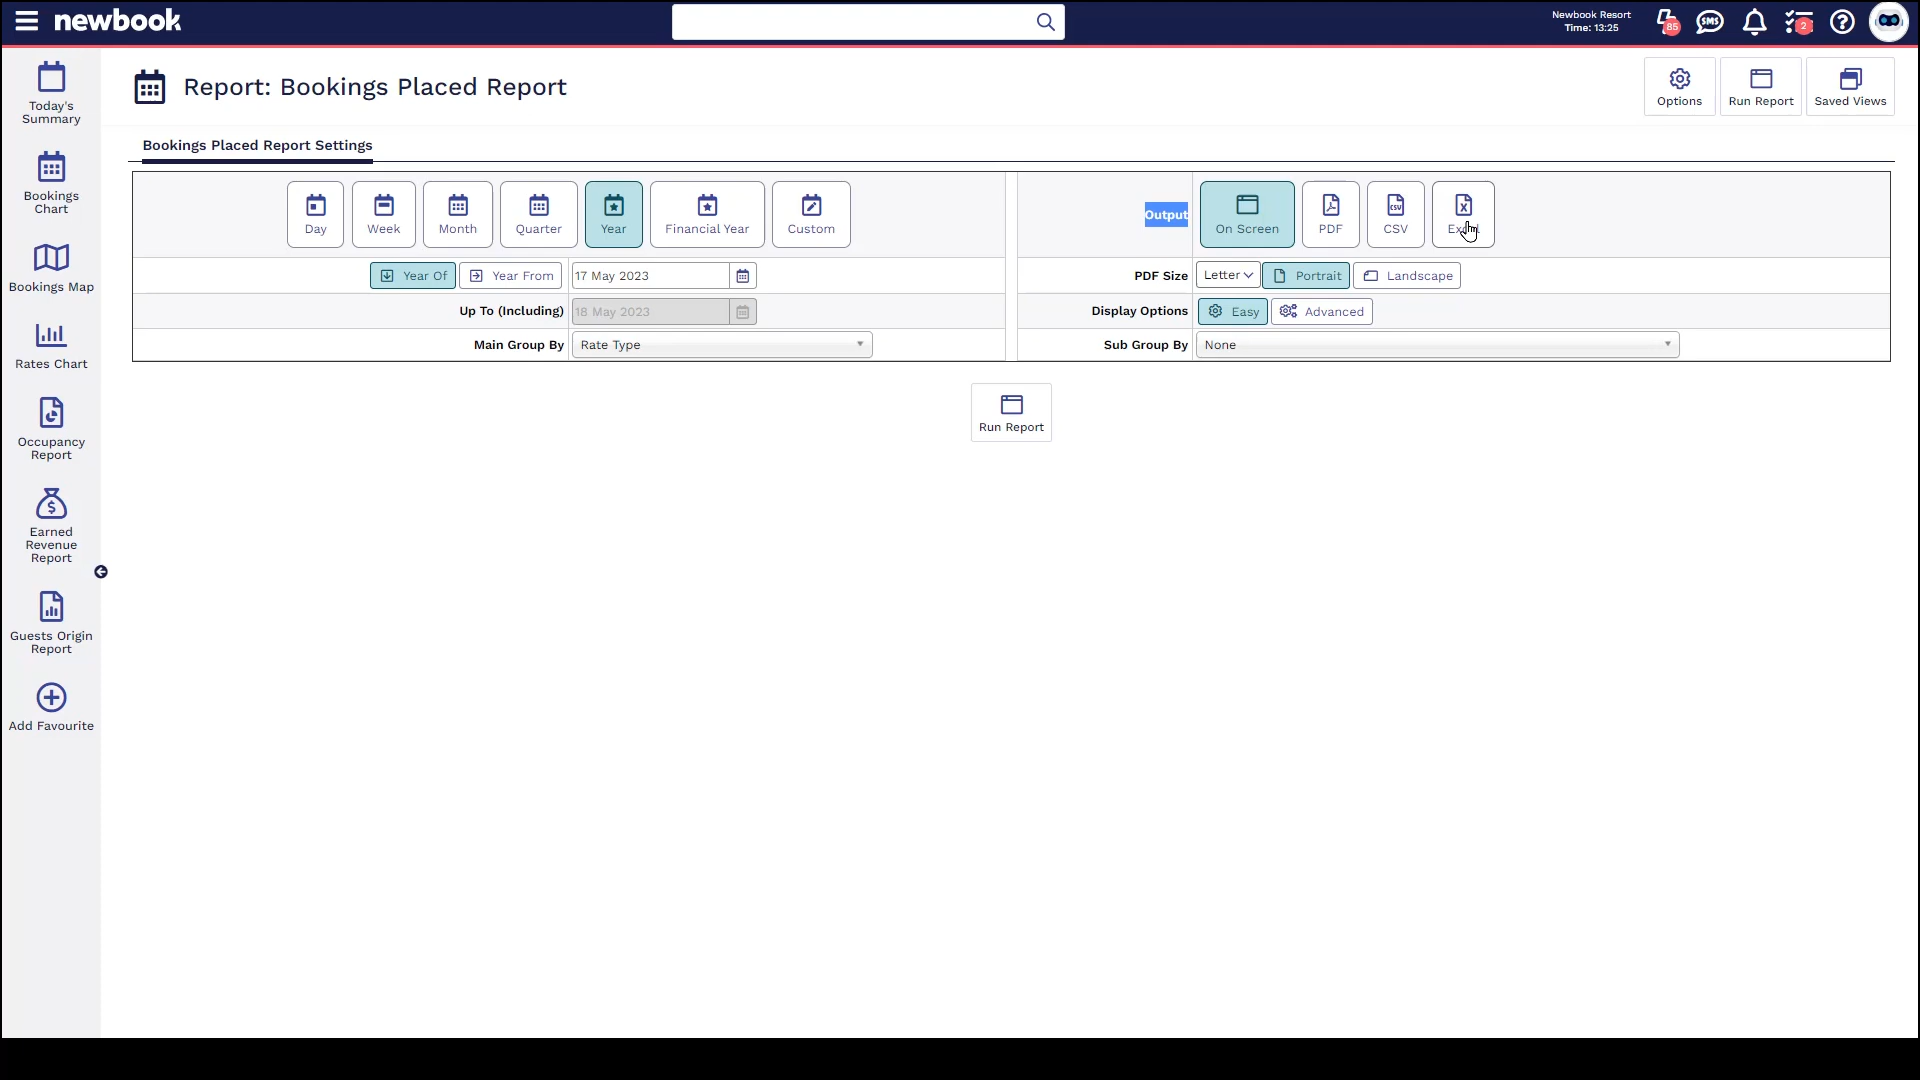 newbook
Newbook Resort
Time: 13:25
85
SMS
2
Today's
Summary
Bookings
Chart
Bookings Map
Rates Chart
Occupancy
Report
Earned
Revenue
Report
Guests Origin
Report
Add Favourite
Report: Bookings Placed Report
Options
Run Report
Saved Views
Bookings Placed Report Settings
Day
Week
Month
Quarter
Year
Financial Year
Custom
Year Of
Year From
17 May 2023
Up To (Including)
18 May 2023
Main Group By
Rate Type
Output
On Screen
PDF
CSV
CSV
PDF Size
Letter
Portrait
Landscape
Display Options
Easy
Advanced
Sub Group By
None
Run Report